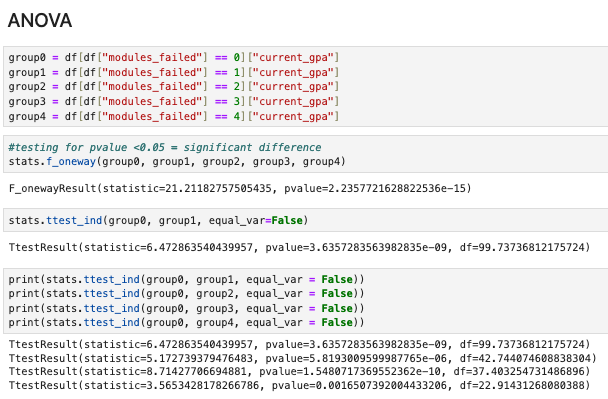 ANOVA
group0 = df[df["modules_failed"] == 0]["current_gpa"]
group1 = df[df["modules_failed"] == 1]["current_gpa"]
group2 = df[df["modules_failed"] == 2]["current_gpa"]
group3 = df[df["modules_failed"] == 3]["current_gpa"]
group4 = df[df["modules_failed"] == 4]["current_gpa"]
#testing for pvalue <0.05 = significant difference
stats.f_oneway(group0, group1, group2, group3, group4)
F_onewayResult(statistic=21.21182757505435, pvalue=2.2357721628822536e-15)
stats.ttest_ind(group0, group1, equal_var=False)
TtestResult(statistic=6.472863540439957, pvalue=3.6357283563982835e-09, df=99.73736812175724)
print(stats.ttest_ind(group0, group1, equal_var = False))
print(stats.ttest_ind(group0, group2, equal_var = False))
print(stats.ttest_ind(group0, group3, equal_var = False))
print(stats.ttest_ind(group0, group4, equal_var = False))
TtestResult(statistic=6.472863540439957, pvalue=3.6357283563982835e-09, df=99.73736812175724)
TtestResult(statistic=5.172739379476483, pvalue=5.8193009599987765e-06, df=42.744074608838304)
TtestResult(statistic=8.71427706694881, pvalue=1.5480717369552362e-10, df=37.403254731486896)
TtestResult(statistic=3.5653428178266786, pvalue=0.0016507392004433206, df=22.91431268080388)